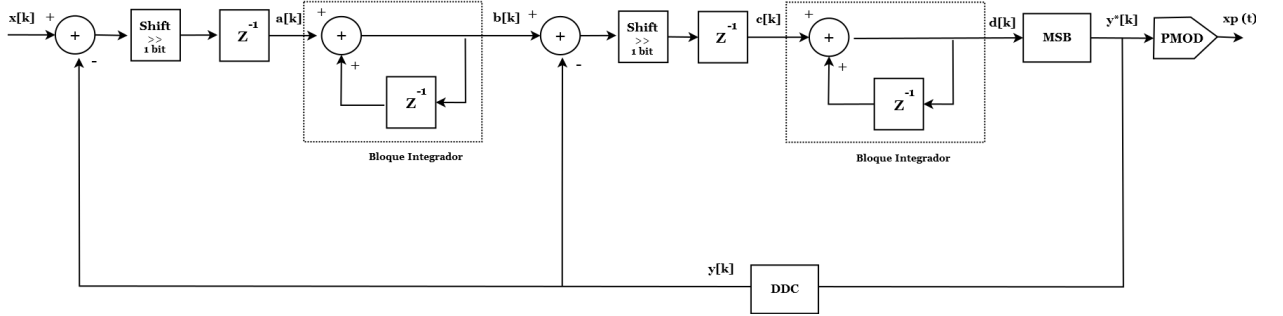 x[k]
+
+
-
Shift
>>
1 bit
Z⁻¹
a[k]
+
+
+
Z⁻¹
Bloque Integrador
b[k]
+
+
-
Shift
>>
1 bit
Z⁻¹
c[k]
+
+
+
Z⁻¹
Bloque Integrador
d[k]
MSB
y*[k]
PMOD
xp (t)
y[k]
DDC